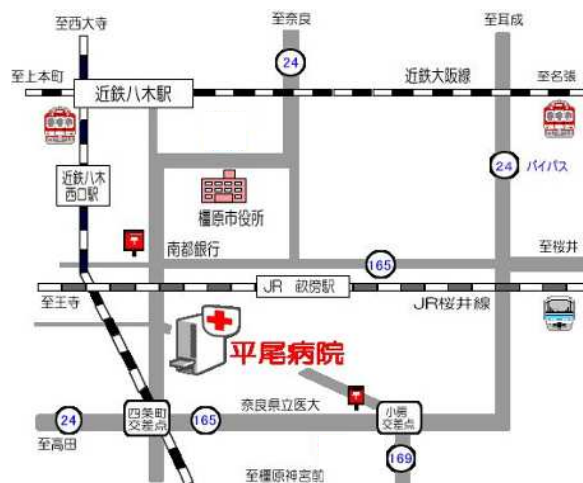 至西大寺
至奈良
至耳成
24
至上本町
近鉄八木駅
近鉄大阪線
至名張
近鉄八木
西口駅
24
バイパス
橿原市役所
南都銀行
165
至桜井
JR 畝傍駅
至王寺
JR桜井線
平尾病院
24
四条町
交差点
165
奈良県立医大
小房
交差点
至高田
169
至橿原神宮前